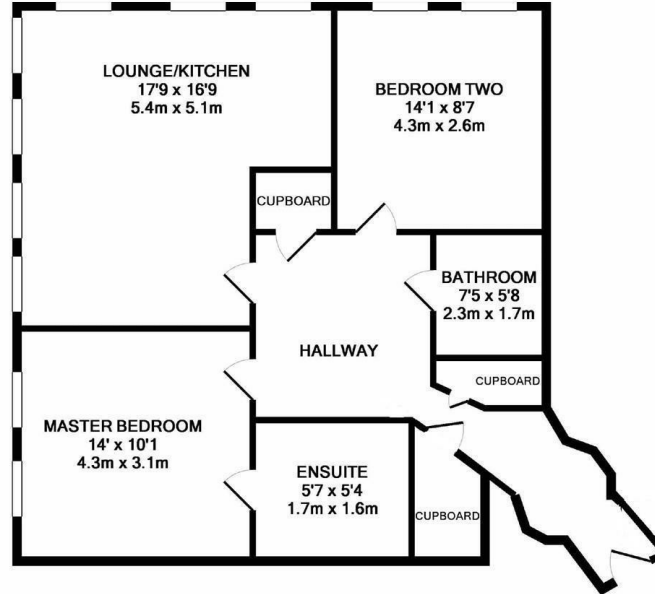 LOUNGE/KITCHEN
17'9 x 16'9
5.4m x 5.1m
BEDROOM TWO
14'1 x 8'7
4.3m x 2.6m
CUPBOARD
BATHROOM
7'5 x 5'8
2.3m x 1.7m
HALLWAY
CUPBOARD
MASTER BEDROOM
14' x 10'1
4.3m x 3.1m
ENSUITE
5'7 x 5'4
1.7m x 1.6m
CUPBOARD